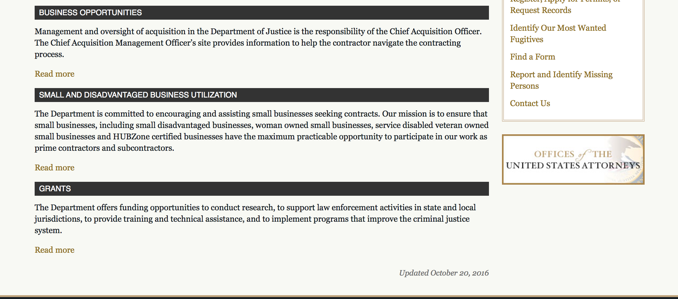 BUSINESS OPPORTUNITIES
Management and oversight of acquisition in the Department of Justice is the responsibility of the Chief Acquisition Officer.
The Chief Acquisition Management Officer's site provides information to help the contractor navigate the contracting
process.
Read more
SMALL AND DISADVANTAGED BUSINESS UTILIZATION
The Department is committed to encouraging and assisting small businesses seeking contracts. Our mission is to ensure that
small businesses, including small disadvantaged businesses, woman owned small businesses, service disabled veteran owned
small businesses and HUBZone certified businesses have the maximum practicable opportunity to participate in our work as
prime contractors and subcontractors.
Read more
GRANTS
The Department offers funding opportunities to conduct research, to support law enforcement activities in state and local
jurisdictions, to provide training and technical assistance, and to implement programs that improve the criminal justice
system.
Read more
Updated October 20, 2016
Register, Apply for Permits, or
Request Records
Identify Our Most Wanted
Fugitives
Find a Form
Report and Identify Missing
Persons
Contact Us
OFFICES of THE
UNITED STATES ATTORNEYS